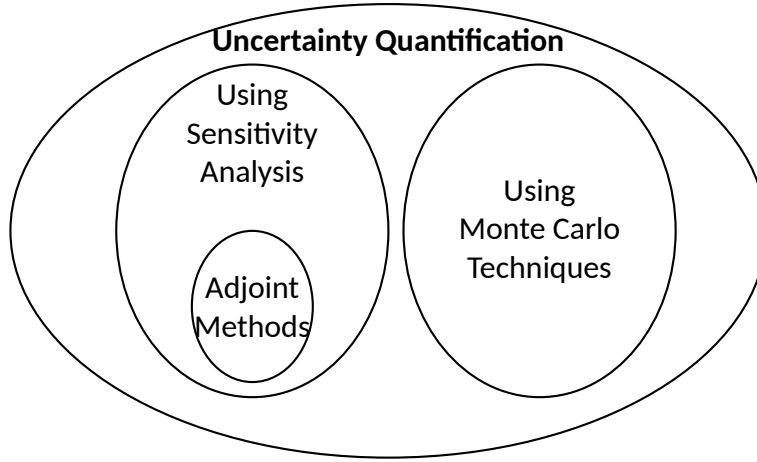 Uncertainty Quantification
Using
Sensitivity
Analysis
Adjoint
Methods
Using
Monte Carlo
Techniques